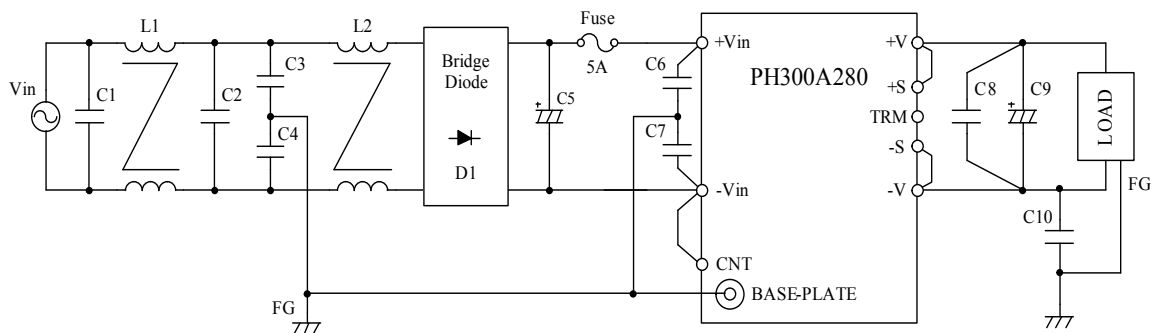 L1
L2
Fuse
5A
Vin
C1
C2
C3
C4
Bridge
Diode
D1
C5
+
C6
C7
+Vin
-Vin
CNT
BASE-PLATE
PH300A280
+V
+S
TRM
-S
-V
C8
C9
+
LOAD
FG
C10
FG